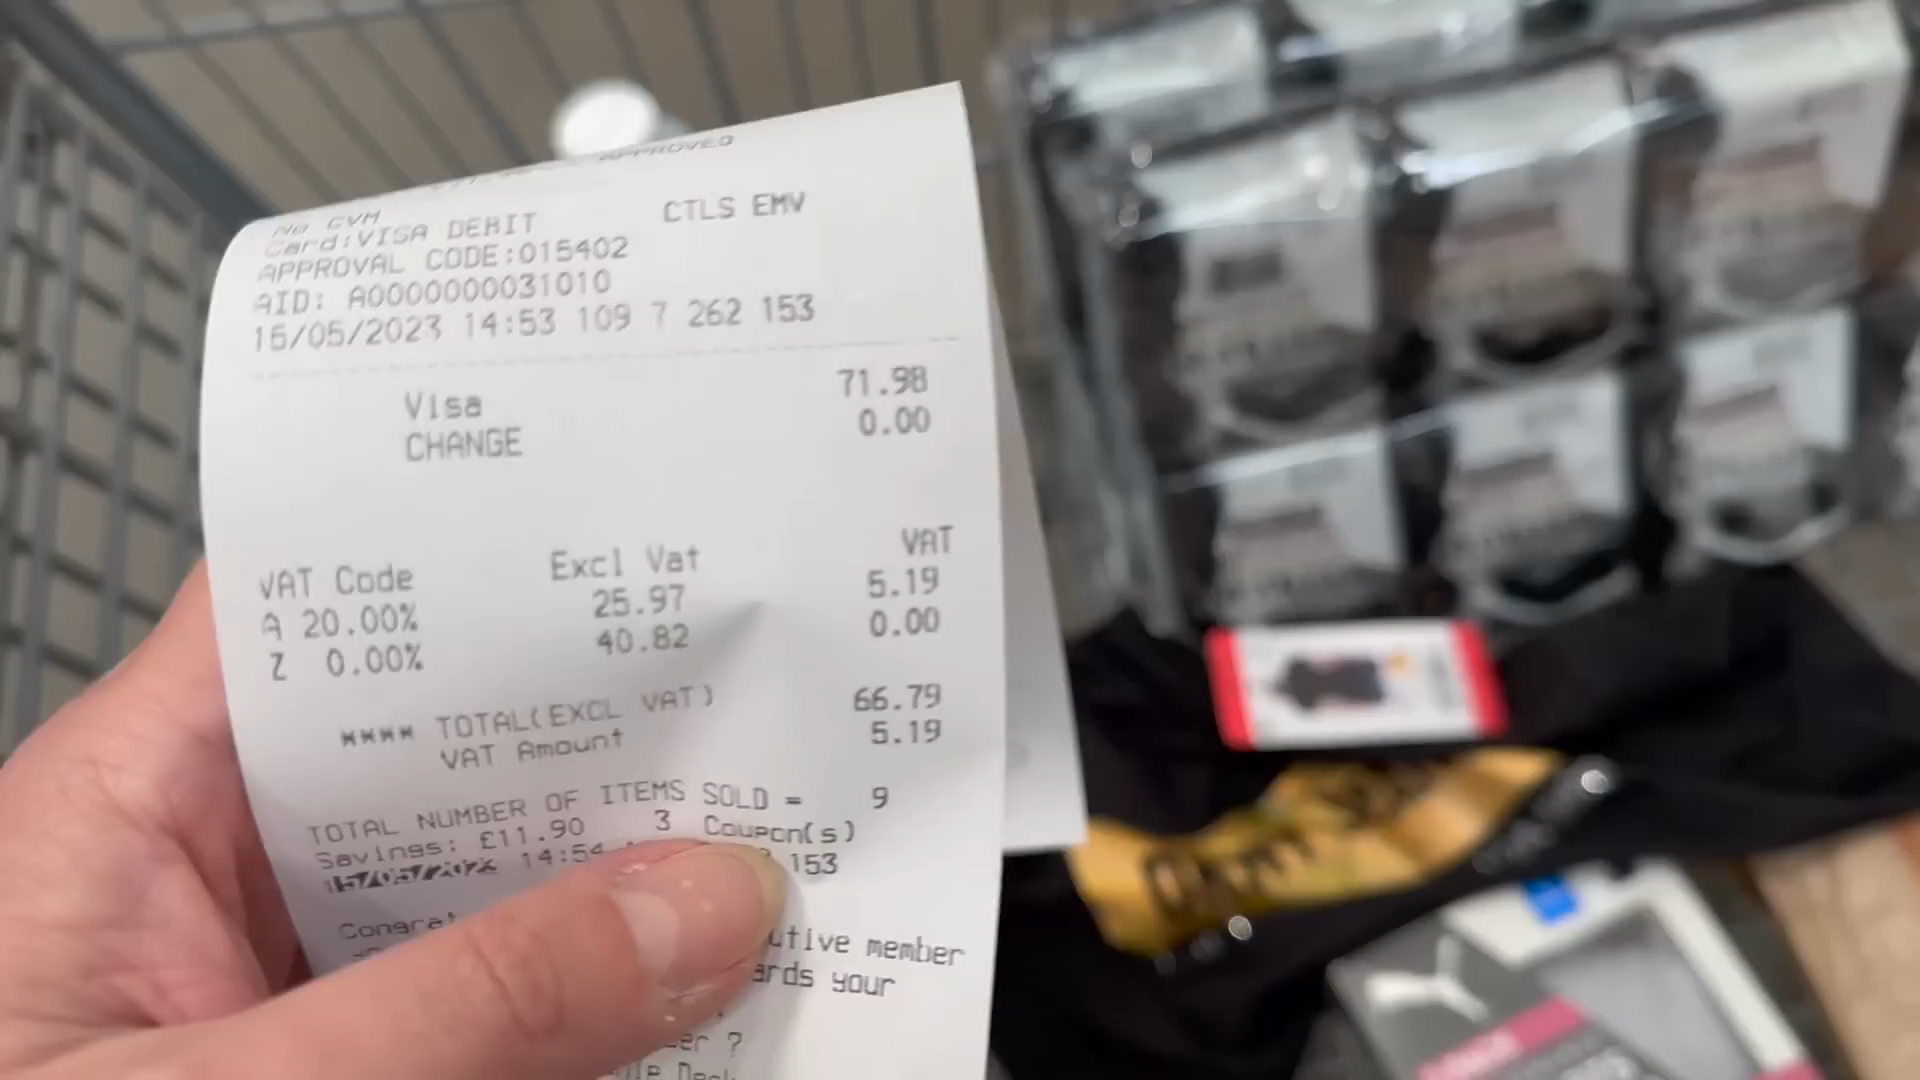 APPROVED
No CVM
Card:VISA DEBIT CTLS EMV
APPROVAL CODE:015402
AID: A0000000031010
15/05/2023 14:53 109 7 262 153
Visa 71.98
CHANGE 0.00
VAT Code Excl Vat VAT
A 20.00% 25.97 5.19
Z 0.00% 40.82 0.00
**** TOTAL(EXCL VAT) 66.79
VAT Amount 5.19
TOTAL NUMBER OF ITEMS SOLD = 9
Savings: £11.90 3 Coupon(s)
15/05/2023 14:54 153
member
your
?